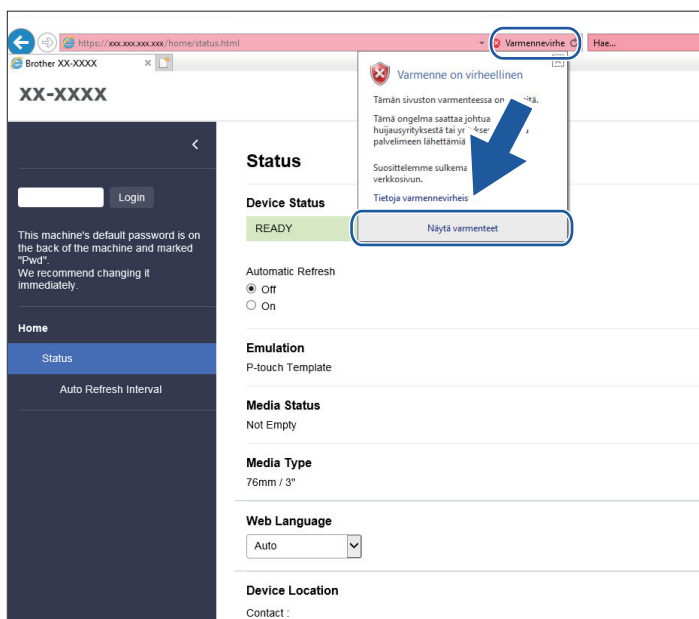 https://xxx.xxx.xxx.xxx/home/status.html
Varmennevirhe
Hae...
Brother XX-XXXX
XX-XXXX
Login
This machine's default password is on
the back of the machine and marked
"Pwd".
We recommend changing it
immediately.
Home
Status
Auto Refresh Interval
Varmenne on virheellinen
Tämän sivuston varmenteessa on
Tämä ongelma saattaa johtua
huijausyrityksestä tai
palvelimeen lähettämiä
Suosittelemme
verkkosivun.
Tietoja
Näytä varmenteet
Status
Device Status
READY
Automatic Refresh
Off
On
Emulation
P-touch Template
Media Status
Not Empty
Media Type
76mm / 3"
Web Language
Auto
Device Location
Contact :